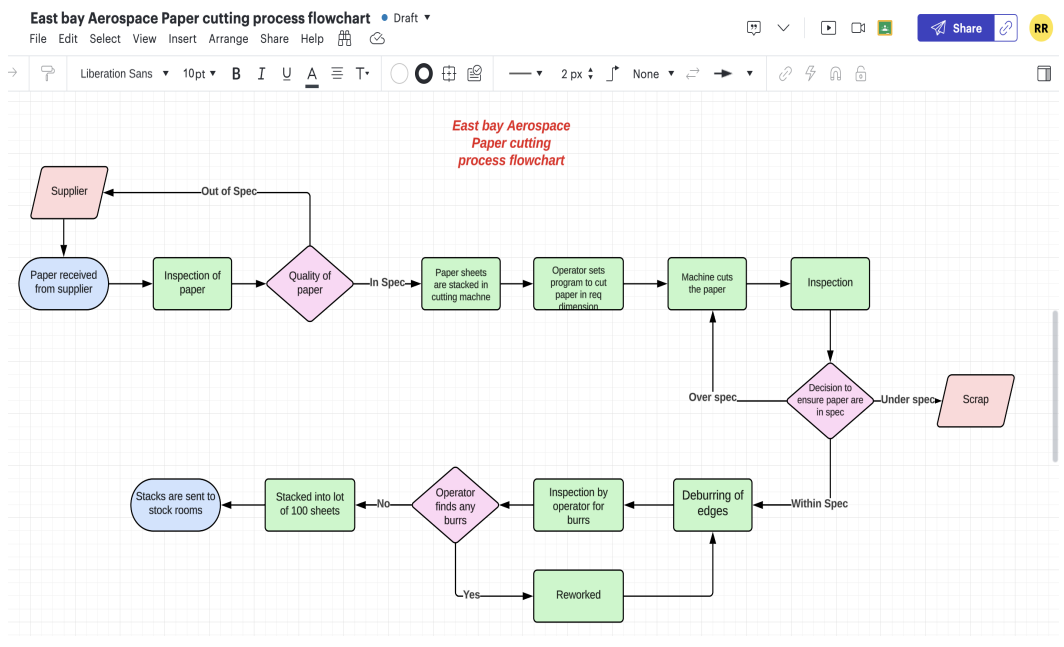 East bay Aerospace Paper cutting process flowchart
Draft
File Edit Select View Insert Arrange Share Help
Share
RR
Liberation Sans
10pt
B I U A T
2 px
None
East bay Aerospace
Paper cutting
process flowchart
Supplier
Out of Spec
Paper received
from supplier
Inspection of
paper
Quality of
paper
In Spec
Paper sheets
are stacked in
cutting machne
Operator sets
program to cut
paper in req
dimension
Machine cuts
the paper
Inspection
Over spec
Decision to
ensure paper are
in spec
Under spec
Scrap
Within Spec
Stacks are sent to
stock rooms
Stacked into lot
of 100 sheets
No
Operator
finds any
burrs
Inspection by
operator for
burrs
Deburring of
edges
Yes
Reworked